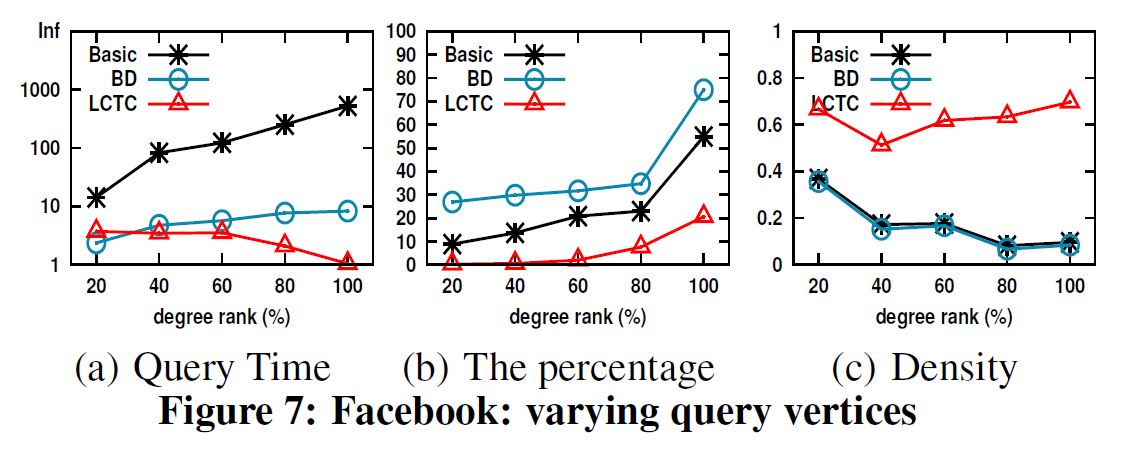 Inf
1000
100
10
1
Basic
BD
LCTC
20 40 60 80 100
degree rank (%)
(a) Query Time
100
90
80
70
60
50
40
30
20
10
0
Basic
BD
LCTC
20 40 60 80 100
degree rank (%)
(b) The percentage
1
0.8
0.6
0.4
0.2
0
Basic
BD
LCTC
20 40 60 80 100
degree rank (%)
(c) Density
Figure 7: Facebook: varying query vertices